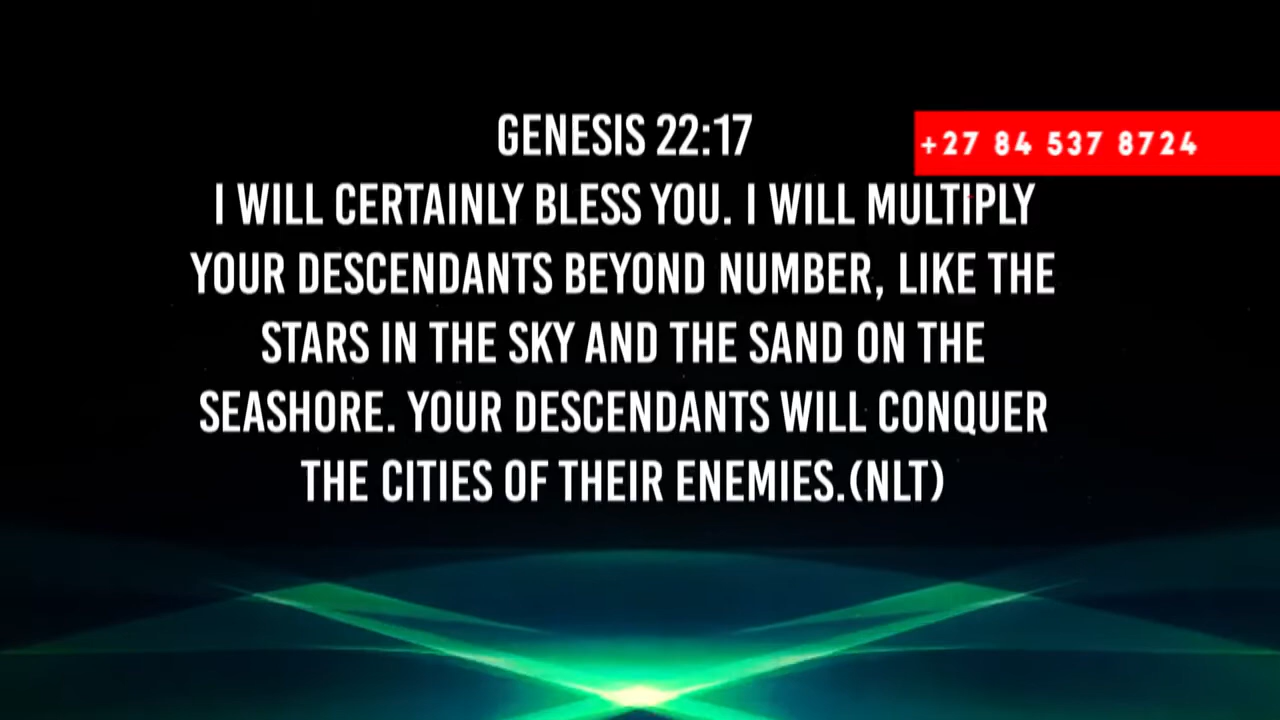 GENESIS 22:17
+27 84 537 8724
I WILL CERTAINLY BLESS YOU. I WILL MULTIPLY
YOUR DESCENDANTS BEYOND NUMBER, LIKE THE
STARS IN THE SKY AND THE SAND ON THE
SEASHORE. YOUR DESCENDANTS WILL CONQUER
THE CITIES OF THEIR ENEMIES.(NLT)